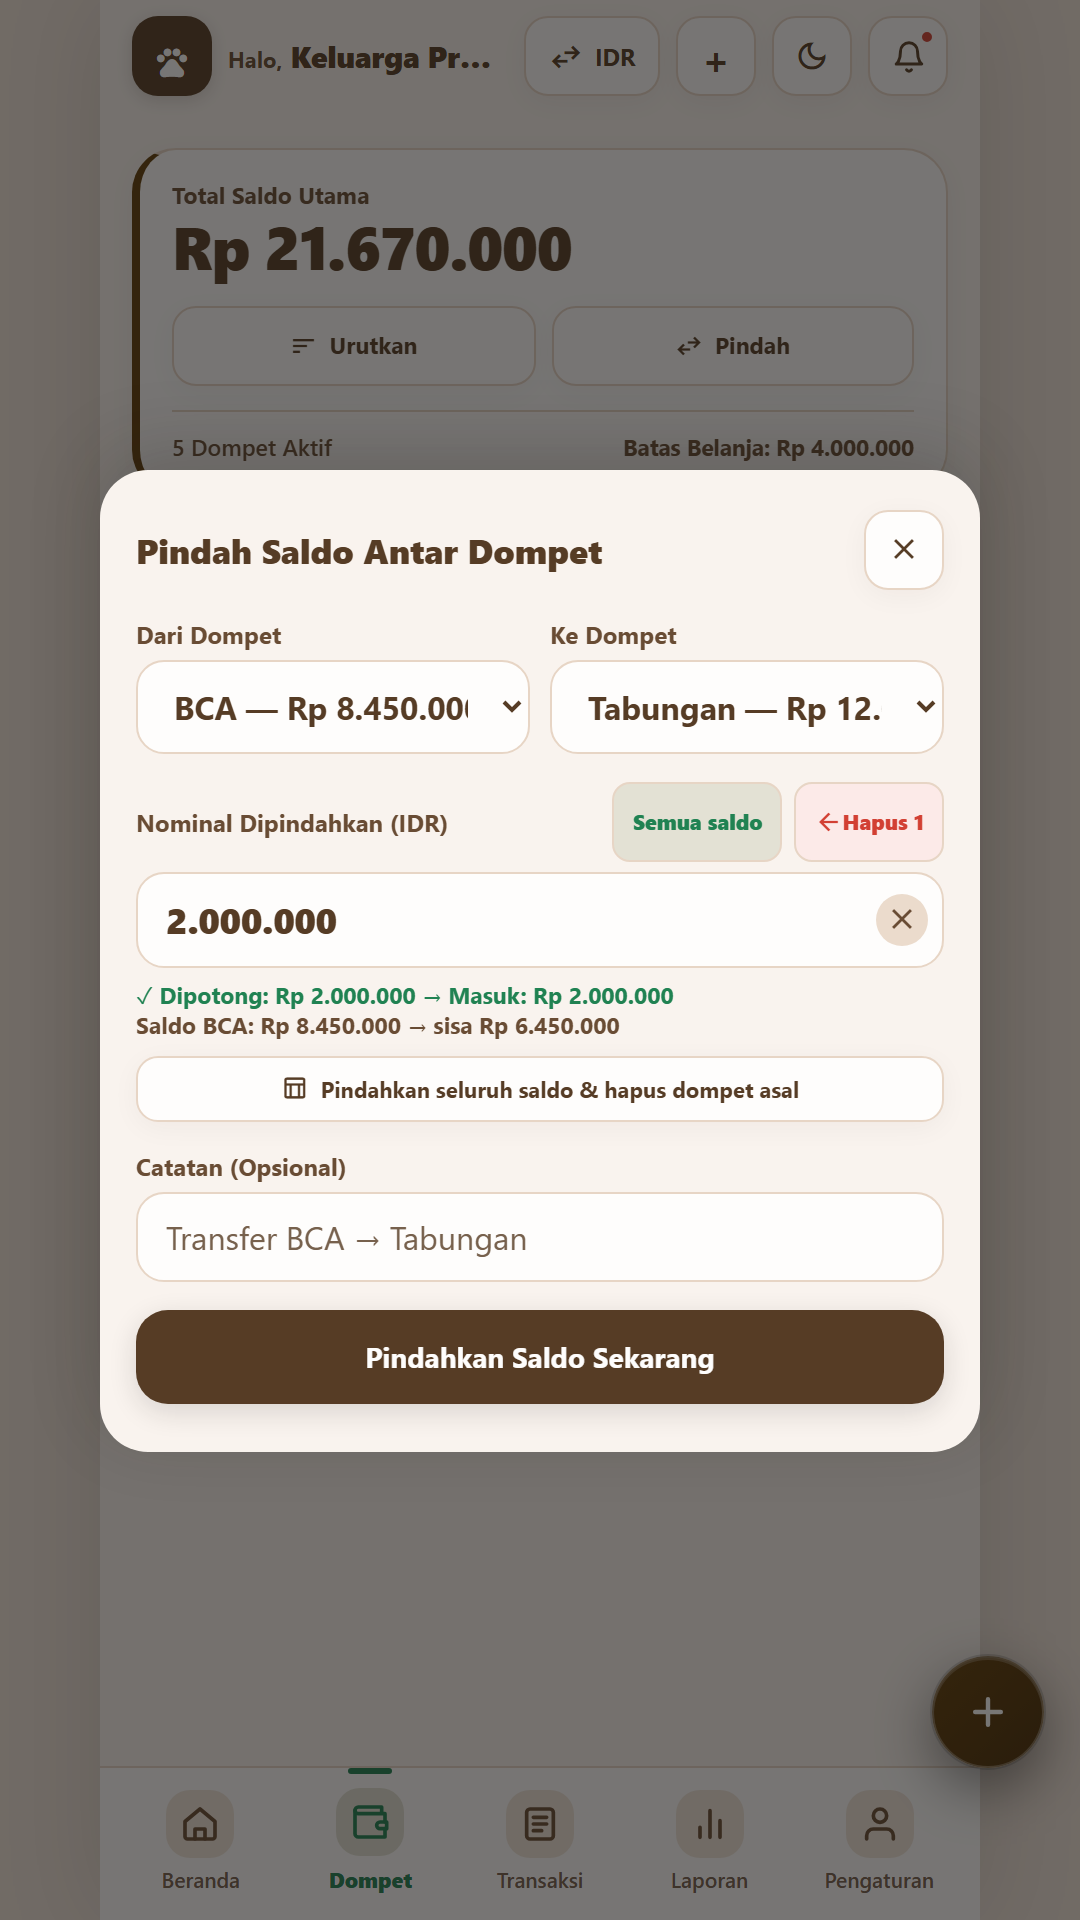 Halo, Keluarga Pr...
IDR
Total Saldo Utama
Rp 21.670.000
Urutkan
Pindah
5 Dompet Aktif
Batas Belanja: Rp 4.000.000
Pindah Saldo Antar Dompet
Dari Dompet
Ke Dompet
BCA — Rp 8.450.00
Tabungan — Rp 12.
Nominal Dipindahkan (IDR)
Semua saldo
← Hapus 1
2.000.000
✓ Dipotong: Rp 2.000.000 → Masuk: Rp 2.000.000
Saldo BCA: Rp 8.450.000 → sisa Rp 6.450.000
Pindahkan seluruh saldo & hapus dompet asal
Catatan (Opsional)
Transfer BCA → Tabungan
Pindahkan Saldo Sekarang
Beranda
Dompet
Transaksi
Laporan
Pengaturan